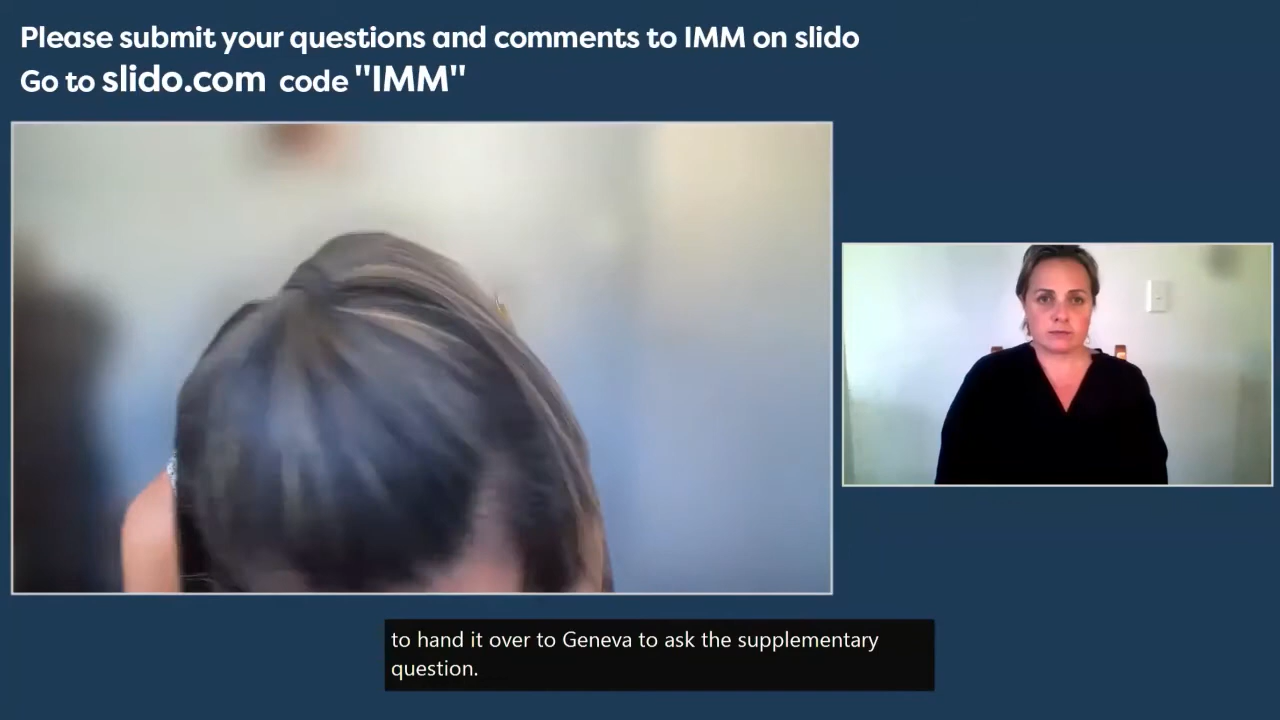 Please submit your questions and comments to IMM on slido
Go to slido.com code "IMM"
to hand it over to Geneva to ask the supplementary
question.